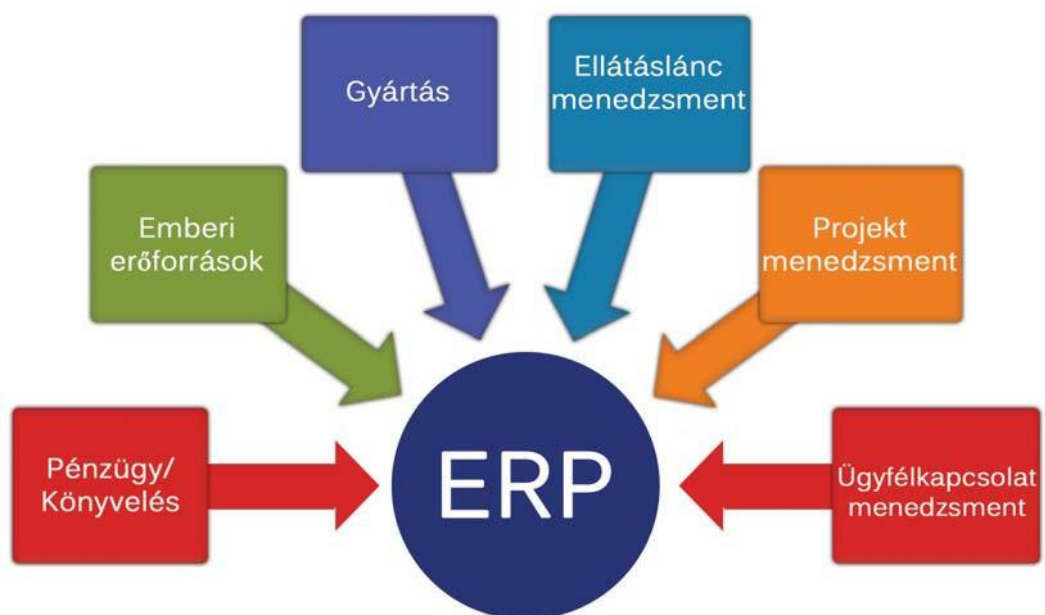 Gyártás
Ellátáslánc
menedzsment
Emberi
erőforrások
Projekt
menedzsment
Pénzügy/
Könyvelés
ERP
Ügyfélkapcsolat
menedzsment